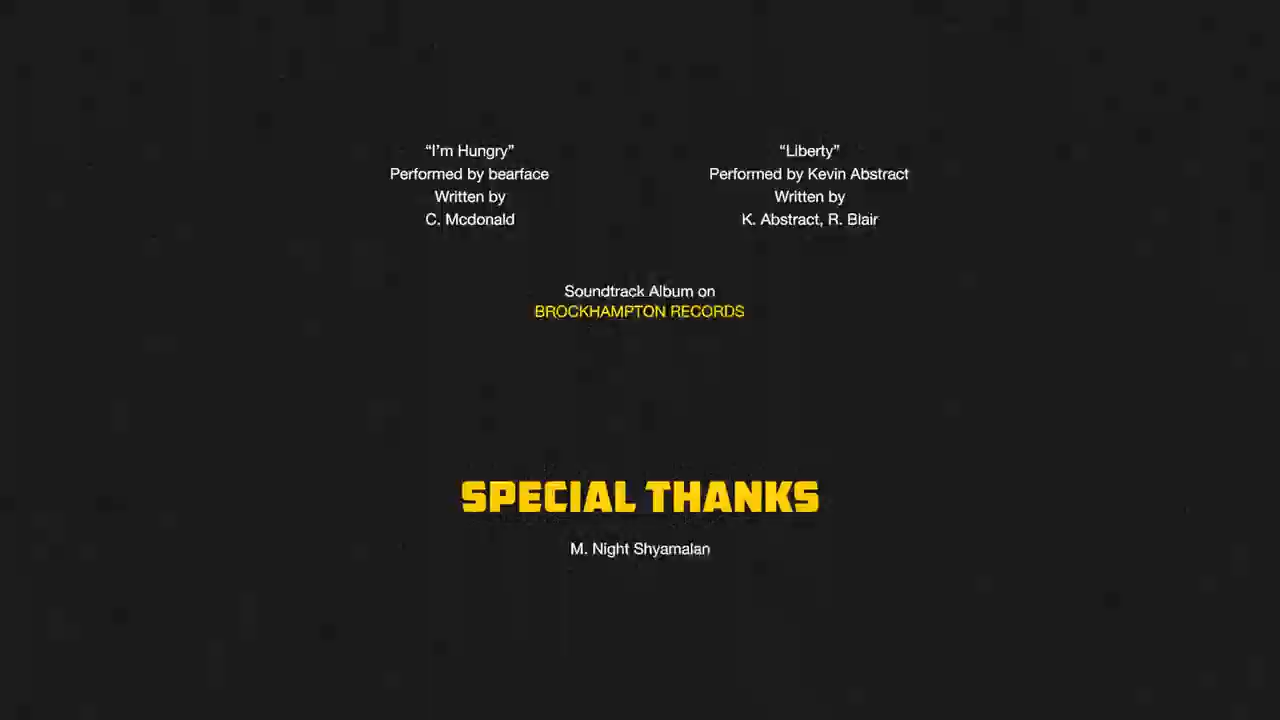 “I’m Hungry”
Performed by bearface
Written by
C. Mcdonald
“Liberty”
Performed by Kevin Abstract
Written by
K. Abstract, R. Blair
Soundtrack Album on
BROCKHAMPTON RECORDS
SPECIAL THANKS
M. Night Shyamalan